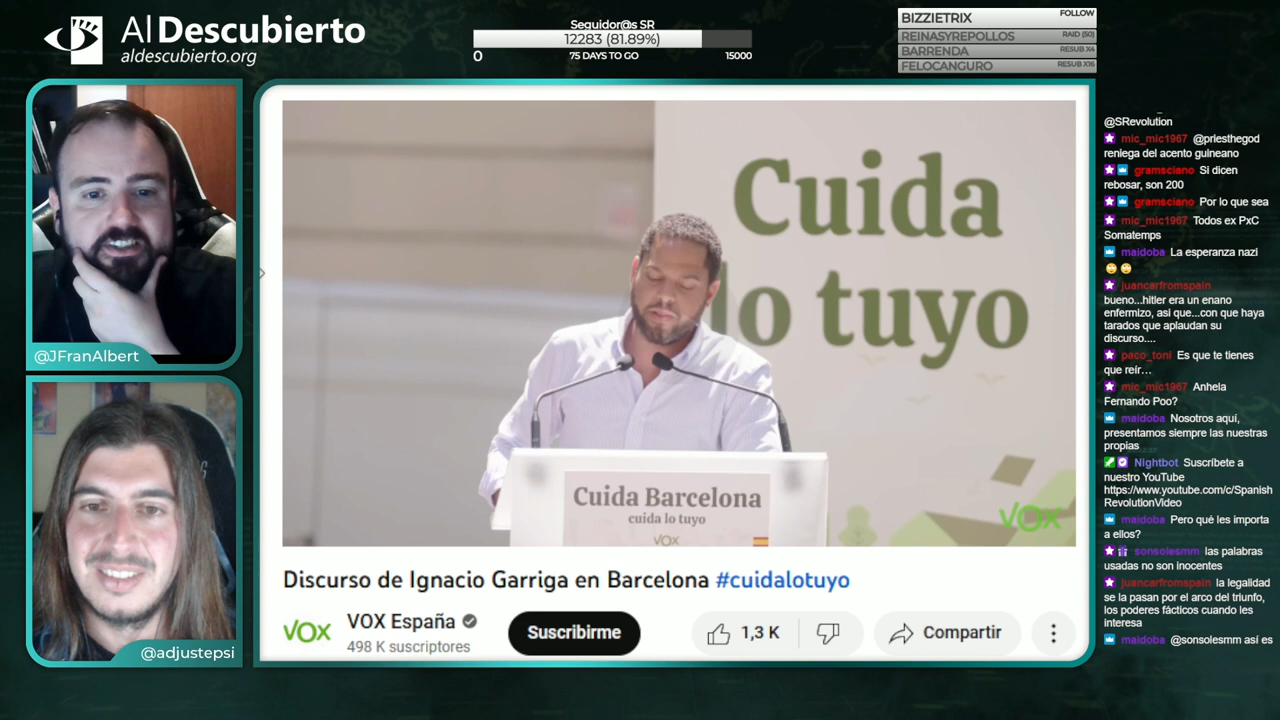 Al Descubierto
aldescubierto.org
Seguidor@s SR
12283 (81.89%)
0
75 DAYS TO GO
15000
BIZZIETRIX FOLLOW
REINASYREPOLLOS RAID (50)
BARRENDA RESUB X4
FELOCANGURO RESUB X16
@JFranAlbert
@adjustepsi
Cuida
lo tuyo
Cuida Barcelona
cuida lo tuyo
VOX
VOX
Discurso de Ignacio Garriga en Barcelona #cuidalotuyo
VOX
VOX España
498 K suscriptores
Suscribirme
1,3 K
Compartir
@SRevolution
mic_mic1967 @priesthegod
reniega del acento guineano
gramsciano Si dicen
rebosar, son 200
gramsciano Por lo que sea
mic_mic1967 Todos ex PxC
Somatemps
maidoba La esperanza nazi
juancarfromspain
bueno...hitler era un enano
enfermizo, asi que...con que haya
tarados que aplaudan su
discurso....
paco_toni Es que te tienes
que reír…
mic_mic1967 Anhela
Fernando Poo?
maidoba Nosotros aquí,
presentamos siempre las nuestras
propias
Nightbot Suscríbete a
nuestro YouTube
https://www.youtube.com/c/Spanish
RevolutionVideo
maidoba Pero qué les importa
a ellos?
sonsolesmm las palabras
usadas no son inocentes
juancarfromspain la legalidad
se la pasan por el arco del triunfo,
los poderes fácticos cuando les
interesa
maidoba @sonsolesmm así es